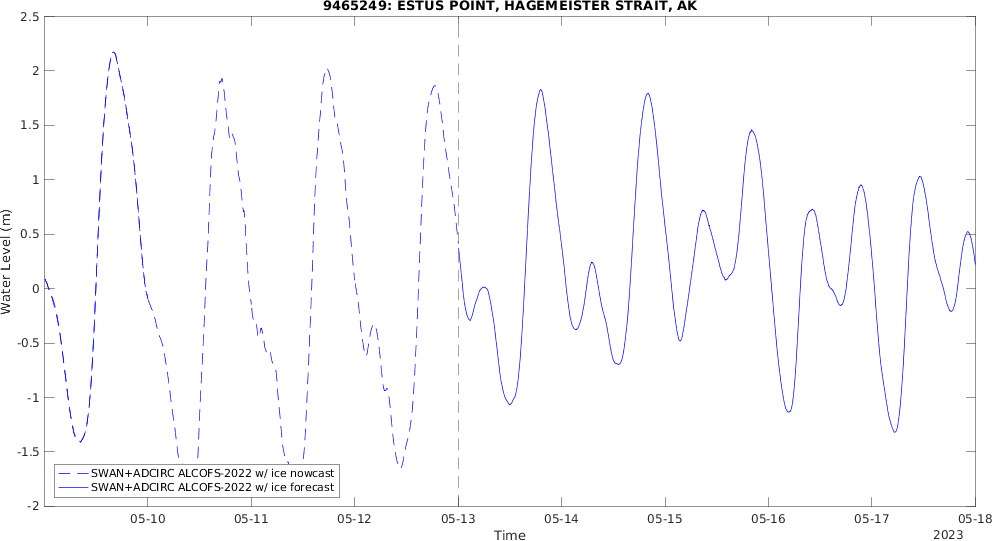 9465249: ESTUS POINT, HAGEMEISTER STRAIT, AK
2.5
2
1.5
1
0.5
0
-0.5
-1
-1.5
-2
Water Level (m)
SWAN+ADCIRC ALCOFS-2022 w/ ice nowcast
SWAN+ADCIRC ALCOFS-2022 w/ ice forecast
05-10 05-11 05-12 05-13 05-14 05-15 05-16 05-17 05-18
Time
2023